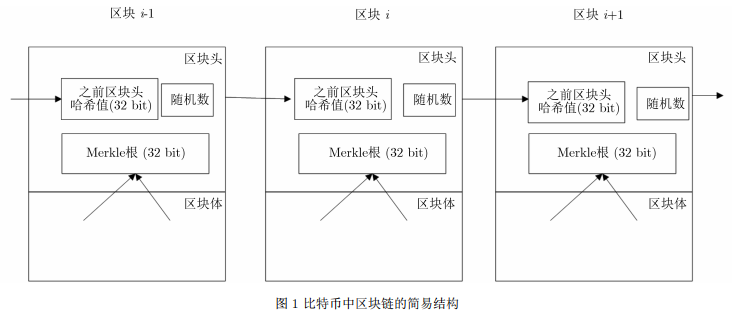 区块 i-1
区块 i
区块 i+1
区块头
区块头
区块头
之前区块头
哈希值(32 bit)
随机数
之前区块头
哈希值(32 bit)
随机数
之前区块头
哈希值(32 bit)
随机数
Merkle根 (32 bit)
Merkle根 (32 bit)
Merkle根 (32 bit)
区块体
区块体
区块体
图 1 比特币中区块链的简易结构